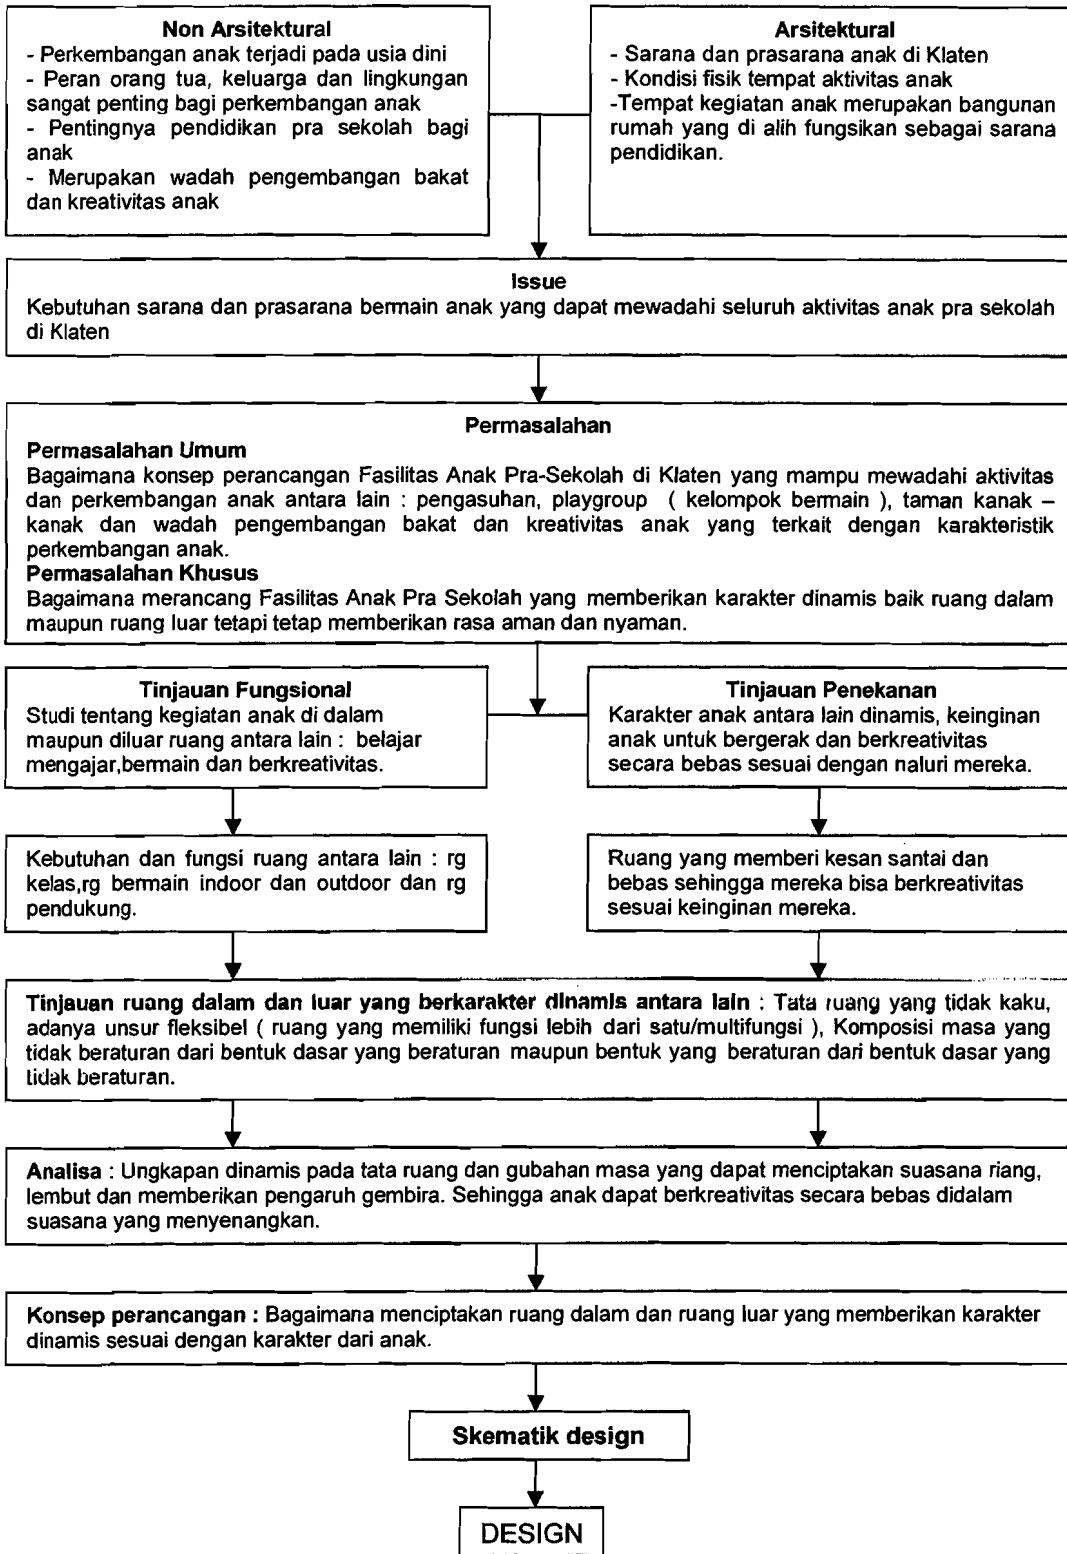 Non Arsitektural
- Perkembangan anak terjadi pada usia dini
- Peran orang tua, keluarga dan lingkungan
sangat penting bagi perkembangan anak
- Pentingnya pendidikan pra sekolah bagi
anak
- Merupakan wadah pengembangan bakat
dan kreativitas anak
Arsitektural
- Sarana dan prasarana anak di Klaten
- Kondisi fisik tempat aktivitas anak
-Tempat kegiatan anak merupakan bangunan
rumah yang di alih fungsikan sebagai sarana
pendidikan.
Issue
Kebutuhan sarana dan prasarana bermain anak yang dapat mewadahi seluruh aktivitas anak pra sekolah
di Klaten
Permasalahan
Permasalahan Umum
Bagaimana konsep perancangan Fasilitas Anak Pra-Sekolah di Klaten yang mampu mewadahi aktivitas
dan perkembangan anak antara lain : pengasuhan, playgroup ( kelompok bermain ), taman kanak –
kanak dan wadah pengembangan bakat dan kreativitas anak yang terkait dengan karakteristik
perkembangan anak.
Permasalahan Khusus
Bagaimana merancang Fasilitas Anak Pra Sekolah yang memberikan karakter dinamis baik ruang dalam
maupun ruang luar tetapi tetap memberikan rasa aman dan nyaman.
Tinjauan Fungsional
Studi tentang kegiatan anak di dalam
maupun diluar ruang antara lain : belajar
mengajar,bermain dan berkreativitas.
Tinjauan Penekanan
Karakter anak antara lain dinamis, keinginan
anak untuk bergerak dan berkreativitas
secara bebas sesuai dengan naluri mereka.
Kebutuhan dan fungsi ruang antara lain : rg
kelas,rg bermain indoor dan outdoor dan rg
pendukung.
Ruang yang memberi kesan santai dan
bebas sehingga mereka bisa berkreativitas
sesuai keinginan mereka.
Tinjauan ruang dalam dan luar yang berkarakter dinamis antara lain : Tata ruang yang tidak kaku,
adanya unsur fleksibel ( ruang yang memiliki fungsi lebih dari satu/multifungsi ), Komposisi masa yang
tidak beraturan dari bentuk dasar yang beraturan maupun bentuk yang beraturan dari bentuk dasar yang
tidak beraturan.
Analisa : Ungkapan dinamis pada tata ruang dan gubahan masa yang dapat menciptakan suasana riang,
lembut dan memberikan pengaruh gembira. Sehingga anak dapat berkreativitas secara bebas didalam
suasana yang menyenangkan.
Konsep perancangan : Bagaimana menciptakan ruang dalam dan ruang luar yang memberikan karakter
dinamis sesuai dengan karakter dari anak.
Skematik design
DESIGN